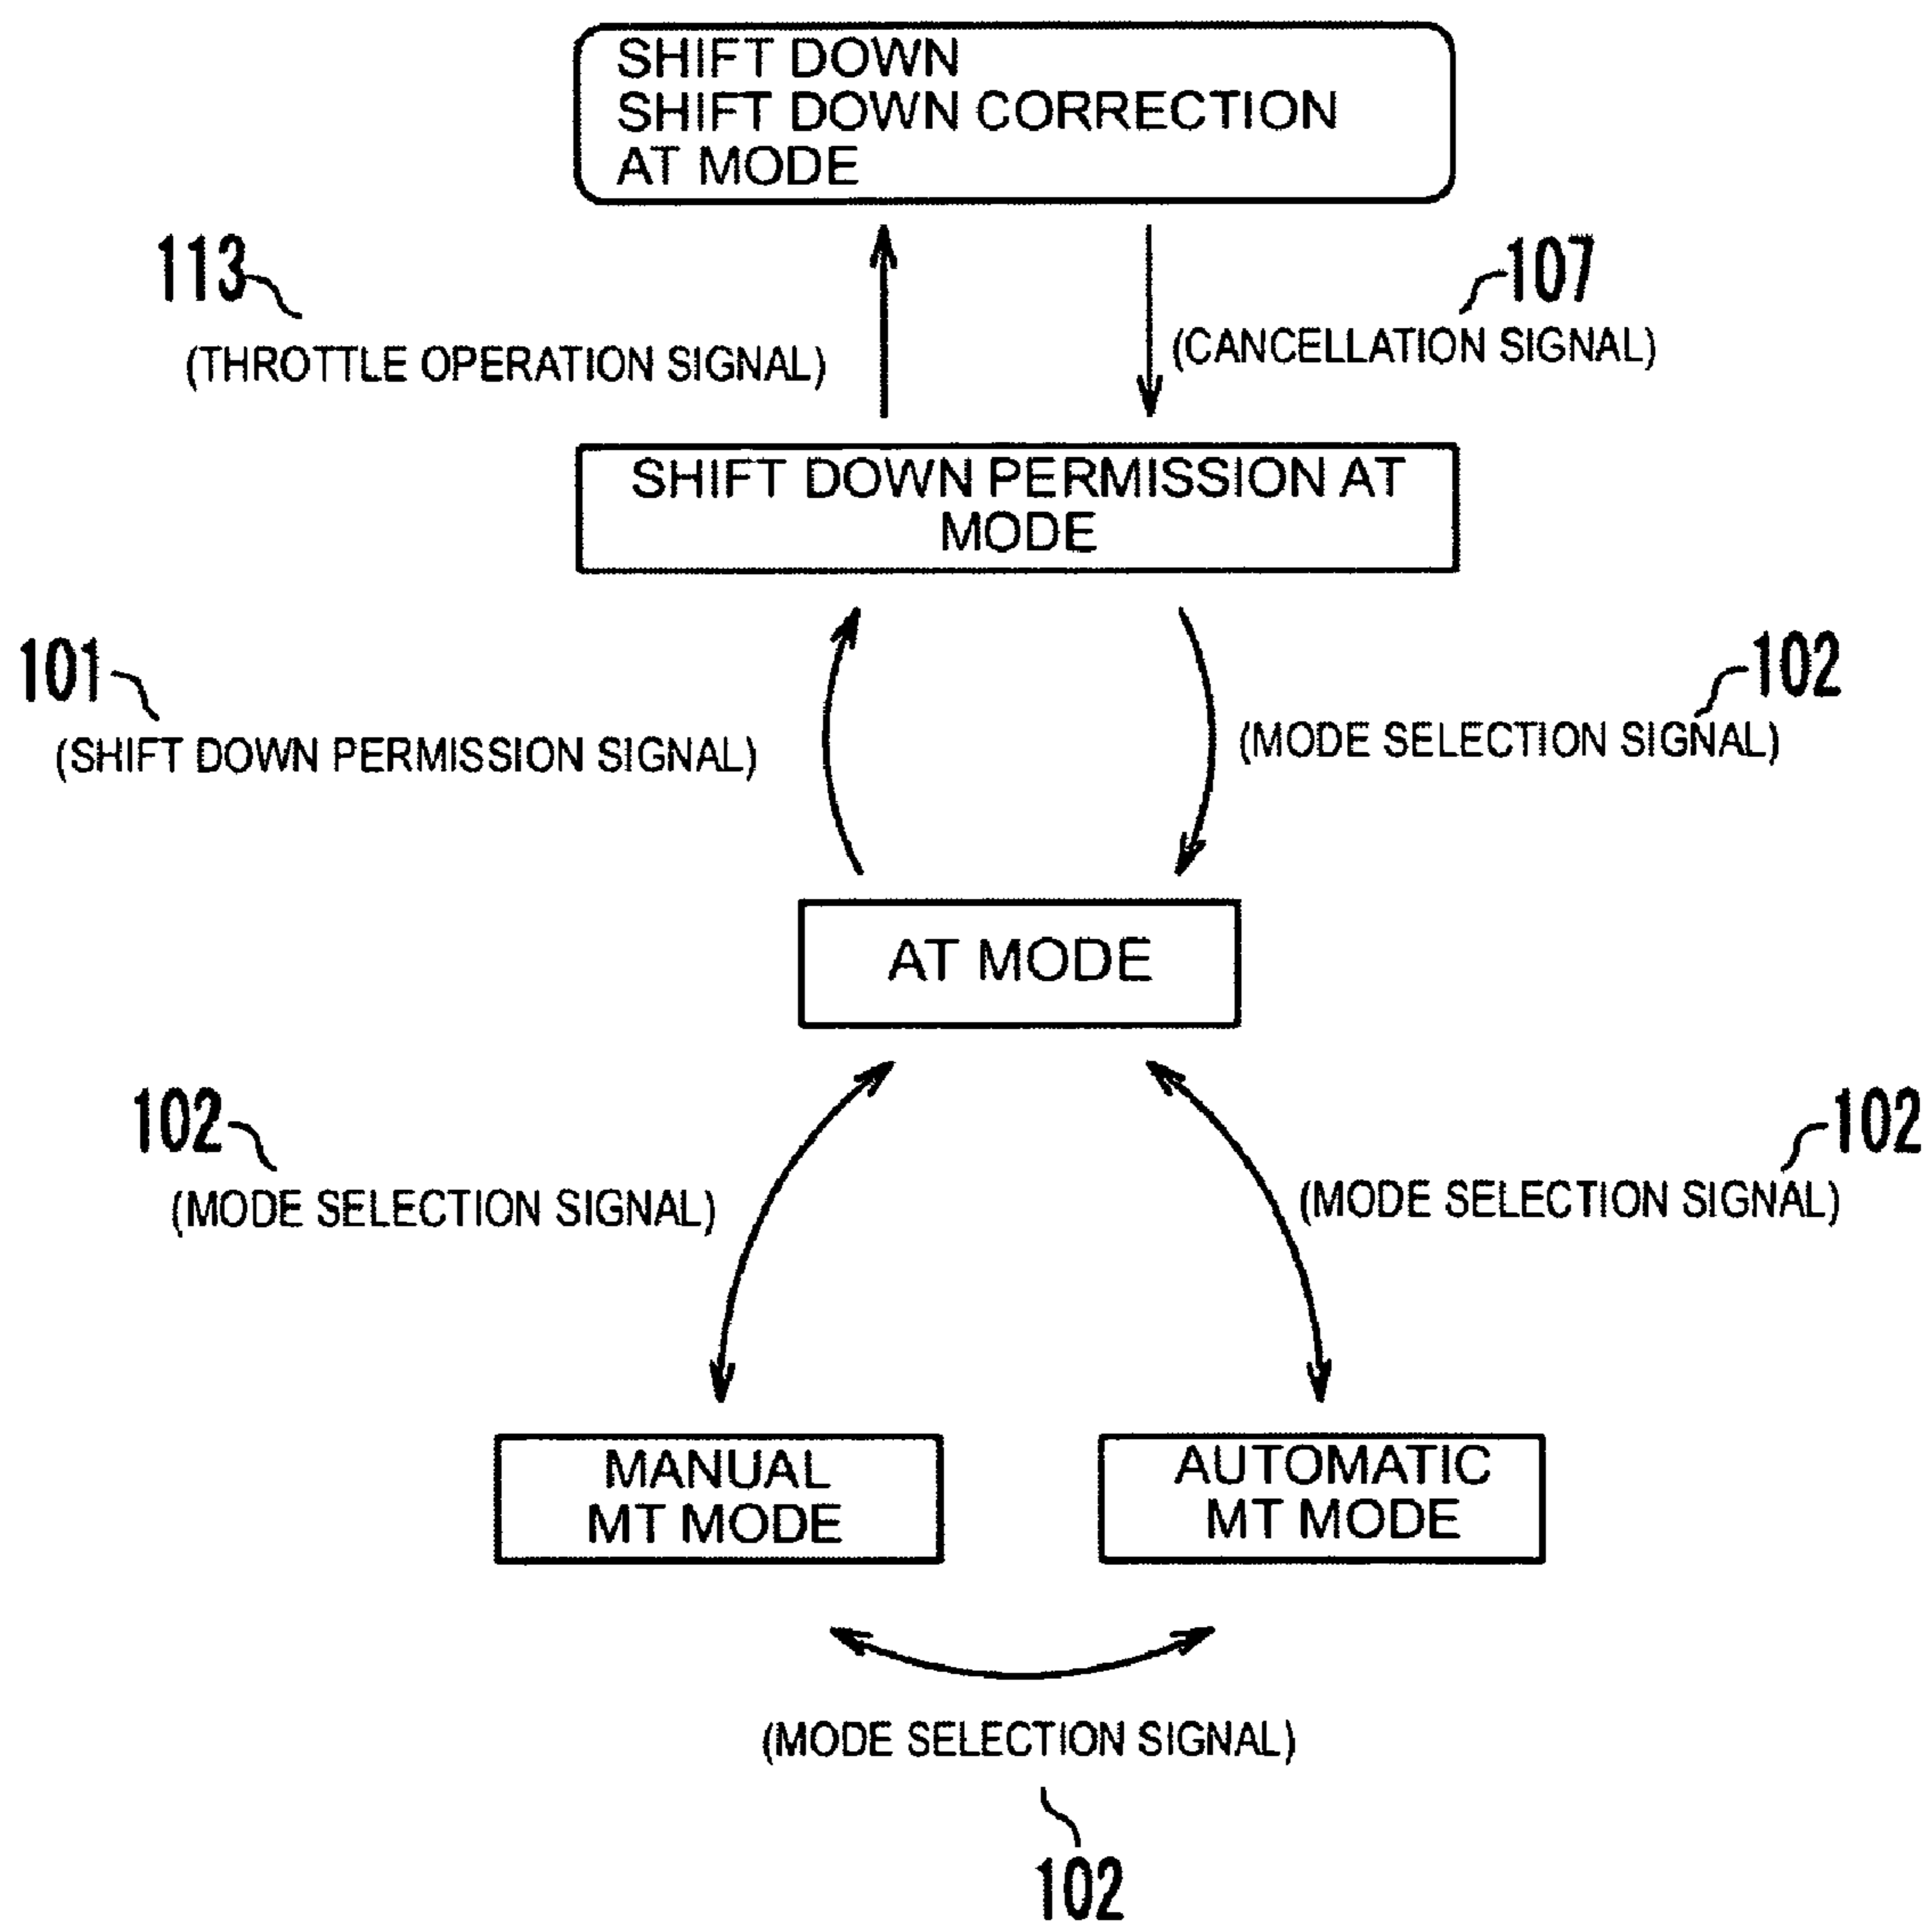 SHIFT DOWN
SHIFT DOWN CORRECTION
AT MODE
113
107
(THROTTLE OPERATION SIGNAL)
(CANCELLATION SIGNAL)
SHIFT DOWN PERMISSION AT
MODE
101
102
(SHIFT DOWN PERMISSION SIGNAL)
(MODE SELECTION SIGNAL)
AT MODE
102
102
(MODE SELECTION SIGNAL)
(MODE SELECTION SIGNAL)
MANUAL
MT MODE
AUTOMATIC
MT MODE
(MODE SELECTION SIGNAL)
102